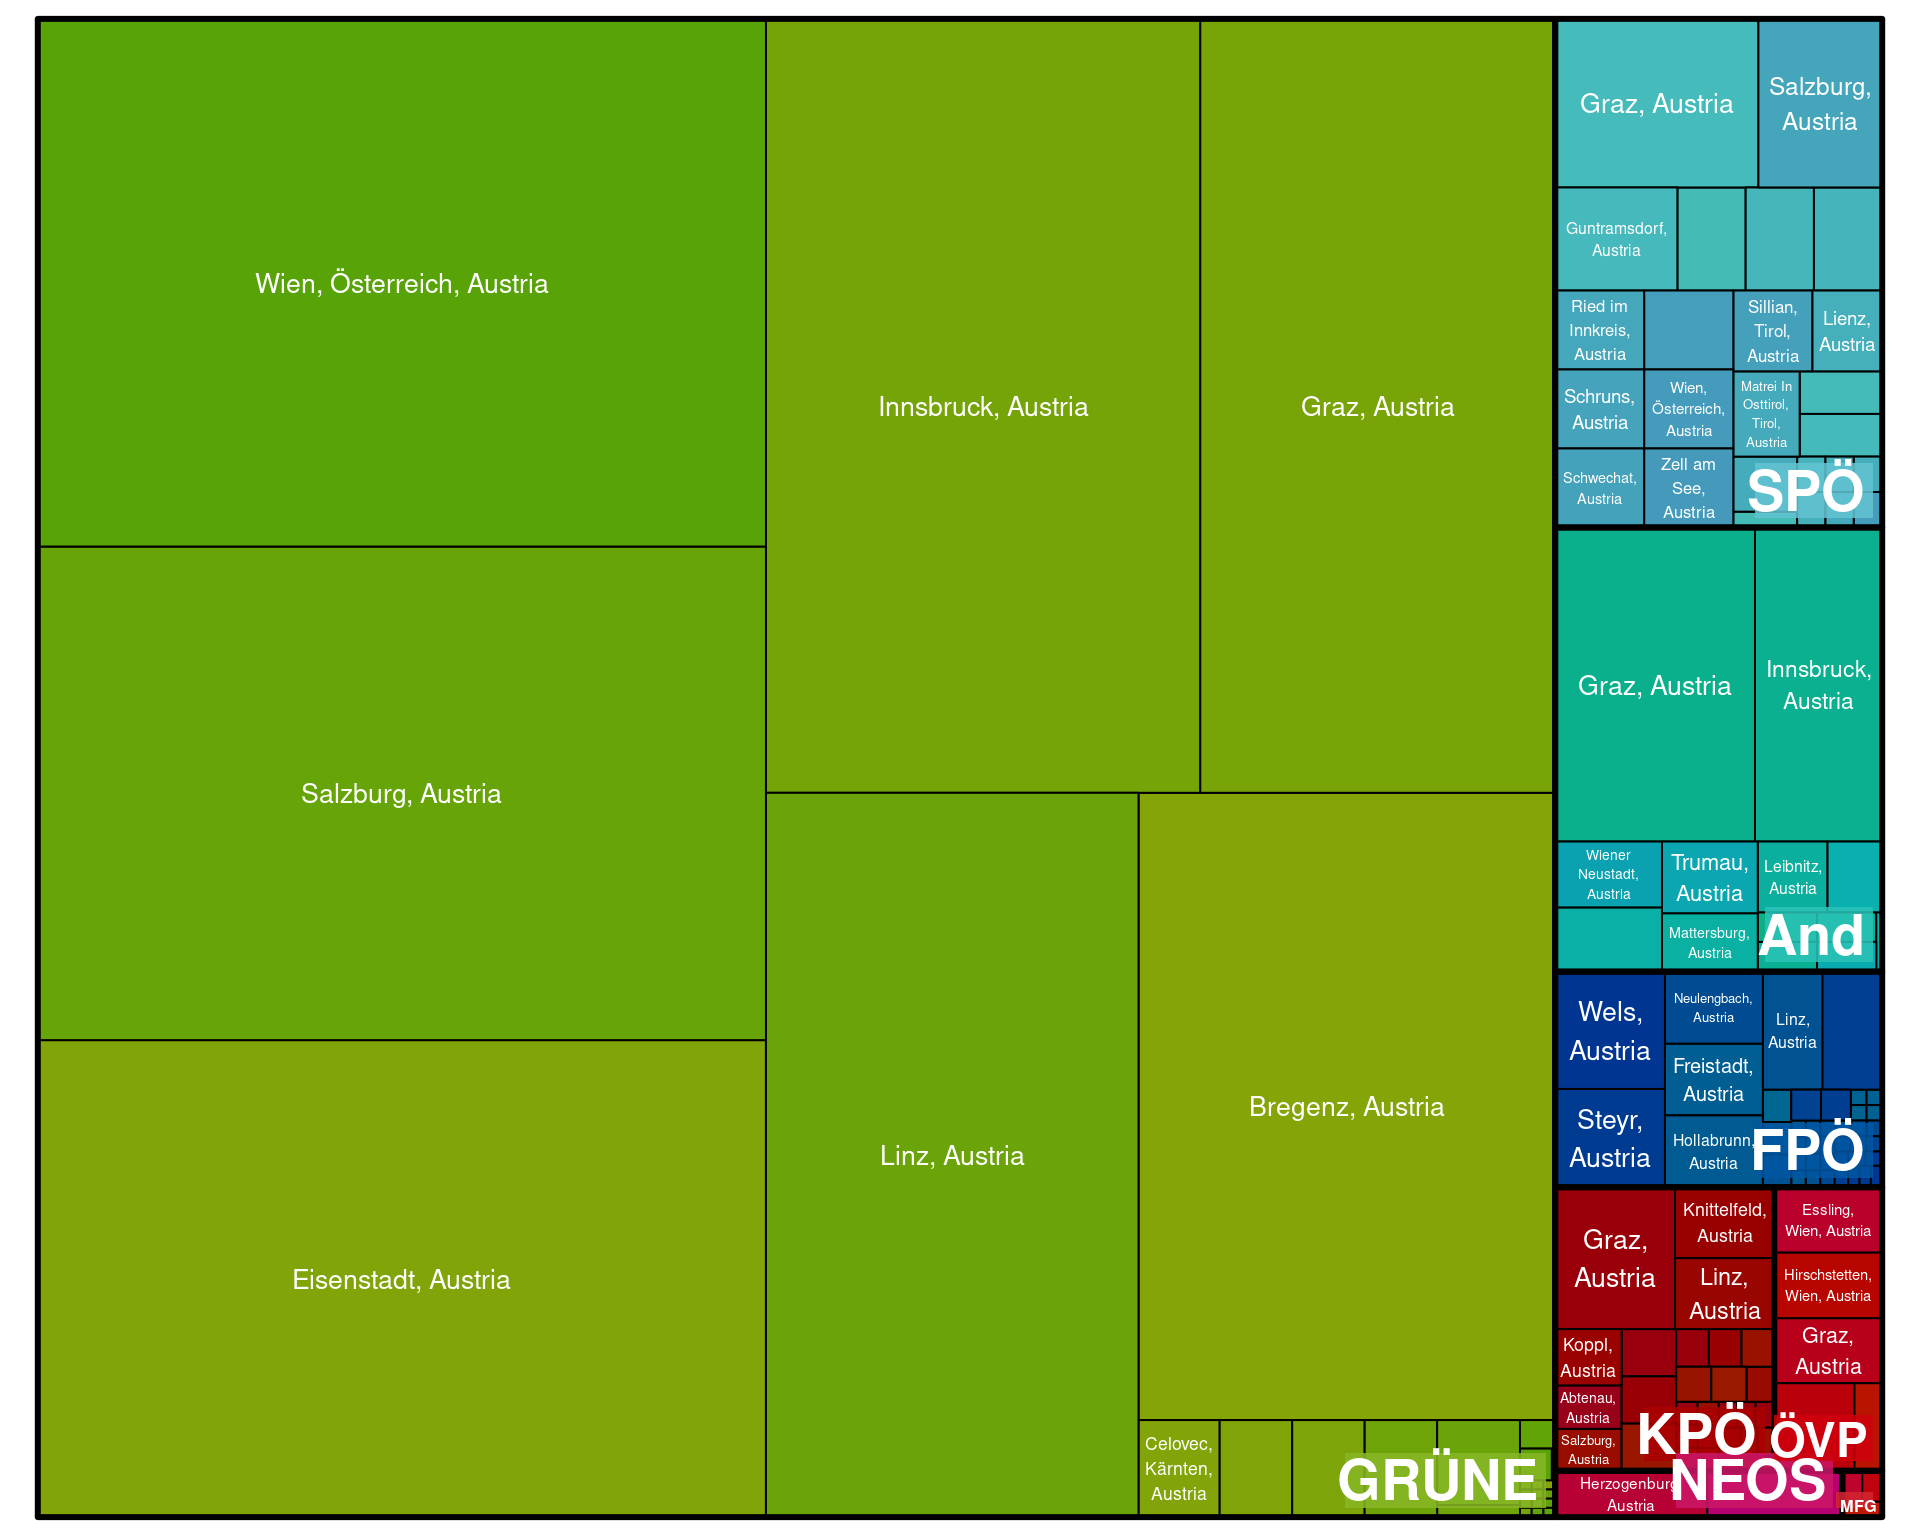 Wien, Österreich, Austria
Salzburg, Austria
Eisenstadt, Austria
Innsbruck, Austria
Graz, Austria
Linz, Austria
Bregenz, Austria
Celovec,
Kärnten,
Austria
GRÜNE
Graz, Austria
Salzburg,
Austria
Guntramsdorf,
Austria
Ried im
Innkreis,
Austria
Sillian,
Tirol,
Austria
Lienz,
Austria
Schruns,
Austria
Wien,
Österreich,
Austria
Matrei In
Osttirol,
Tirol,
Austria
Schwechat,
Austria
Zell am
See,
Austria
SPÖ
Graz, Austria
Innsbruck,
Austria
Wiener
Neustadt,
Austria
Trumau,
Austria
Leibnitz,
Austria
Mattersburg,
Austria
And
Wels,
Austria
Neulengbach,
Austria
Linz,
Austria
Freistadt,
Austria
Steyr,
Austria
Hollabrunn,
Austria
FPÖ
Graz,
Austria
Knittelfeld,
Austria
Linz,
Austria
Koppl,
Austria
Abtenau,
Austria
Salzburg,
Austria
KPÖ
Essling,
Wien, Austria
Hirschstetten,
Wien, Austria
Graz,
Austria
ÖVP
Herzogenburg
Austria
NEOS
MFG